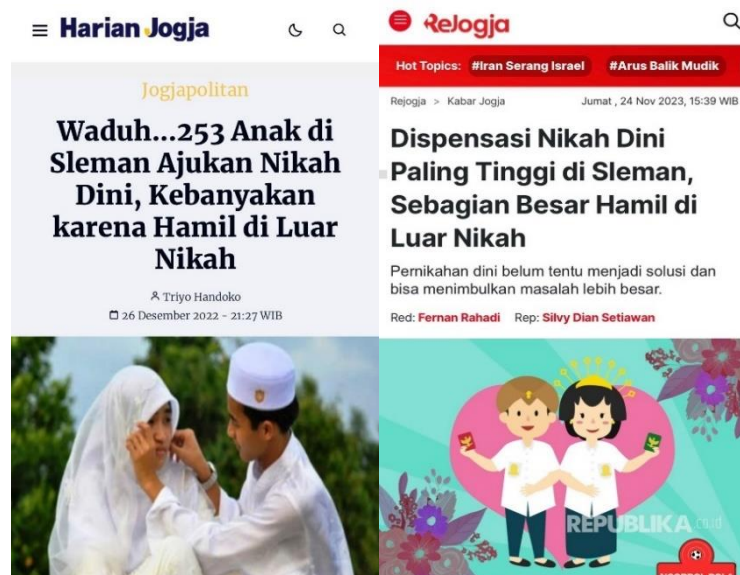 Harian Jogja
Jogjapolitan
Waduh...253 Anak di
Sleman Ajukan Nikah
Dini, Kebanyakan
karena Hamil di Luar
Nikah
Triyo Handoko
26 Desember 2022 - 21:27 WIB
ReJogja
Hot Topics: #Iran Serang Israel #Arus Balik Mudik
Rejogja > Kabar Jogja Jumat , 24 Nov 2023, 15:39 WIB
Dispensasi Nikah Dini
Paling Tinggi di Sleman,
Sebagian Besar Hamil di
Luar Nikah
Pernikahan dini belum tentu menjadi solusi dan
bisa menimbulkan masalah lebih besar.
Red: Fernan Rahadi Rep: Silvy Dian Setiawan
REPUBLIKA.co.id